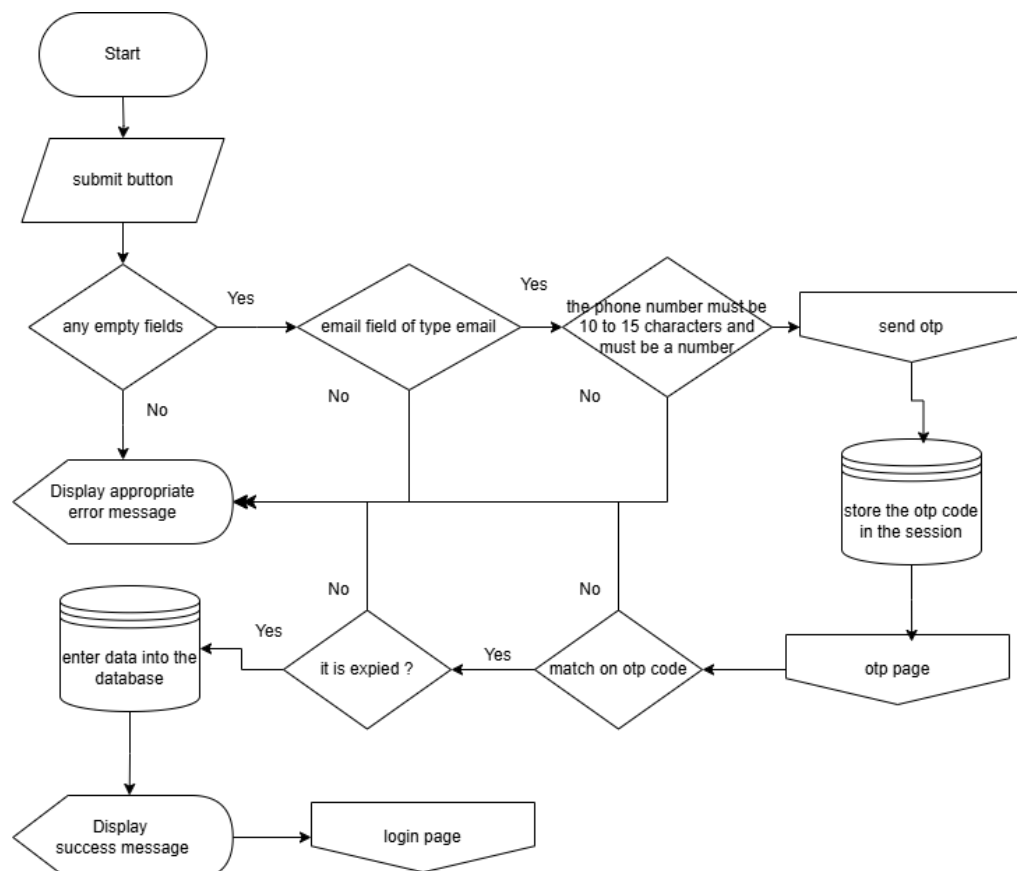 Start
submit button
any empty fields
Yes
email field of type email
Yes
the phone number must be
10 to 15 characters and
must be a number
send otp
No
No
No
Display appropriate
error message
store the otp code
in the session
No
No
enter data into the
database
Yes
it is expied ?
Yes
match on otp code
otp page
Display
success message
login page